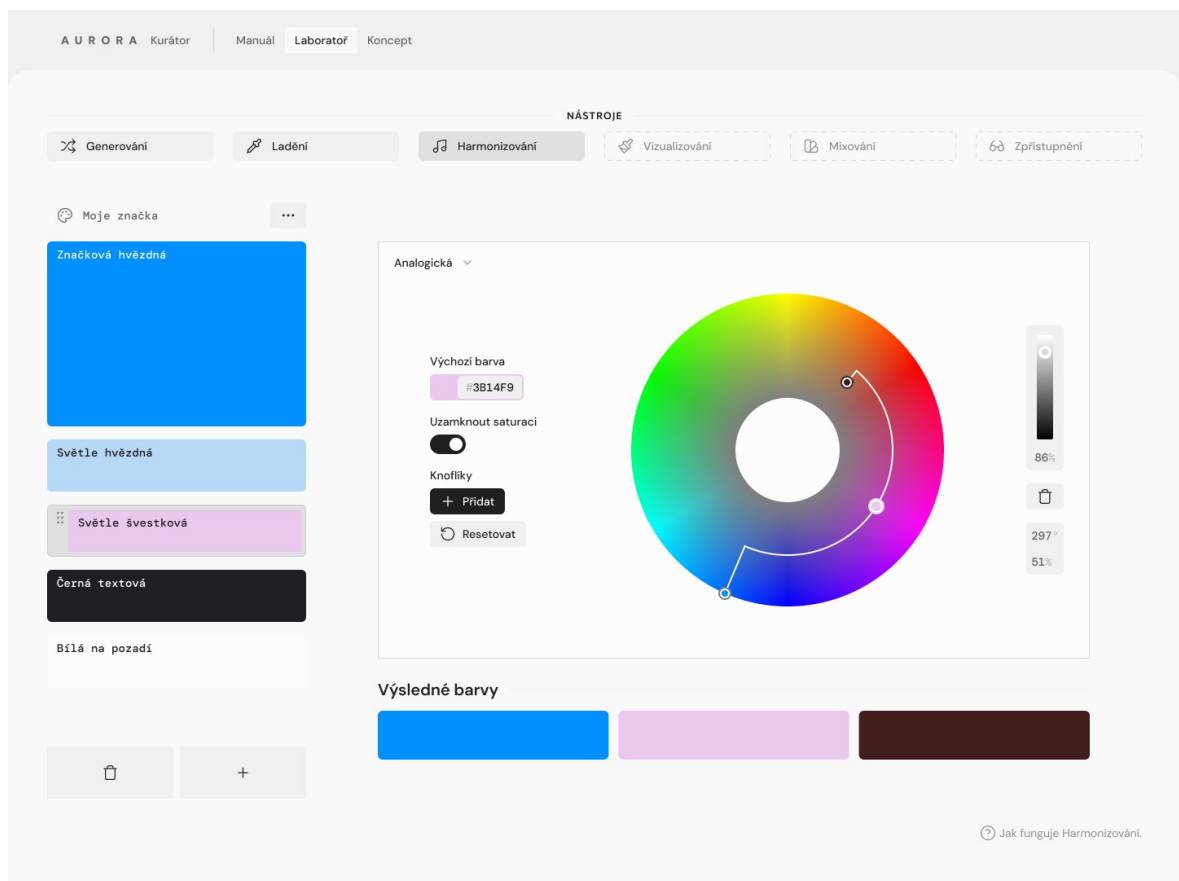 AURORA Kurátor Manuál Laboratoř Koncept
NÁSTROJE
Generování Ladění Harmonizování Vizualizování Mixování Zpřístupnění
Moje značka
Značková hvězdná
Světle hvězdná
Světle švestková
Černá textová
Bílá na pozadí
Analogická
Výchozí barva
#3B14F9
Uzamknout saturaci
Knoflíky
+ Přidat
Resetovat
86%
297°
51%
Výsledné barvy
Jak funguje Harmonizování.